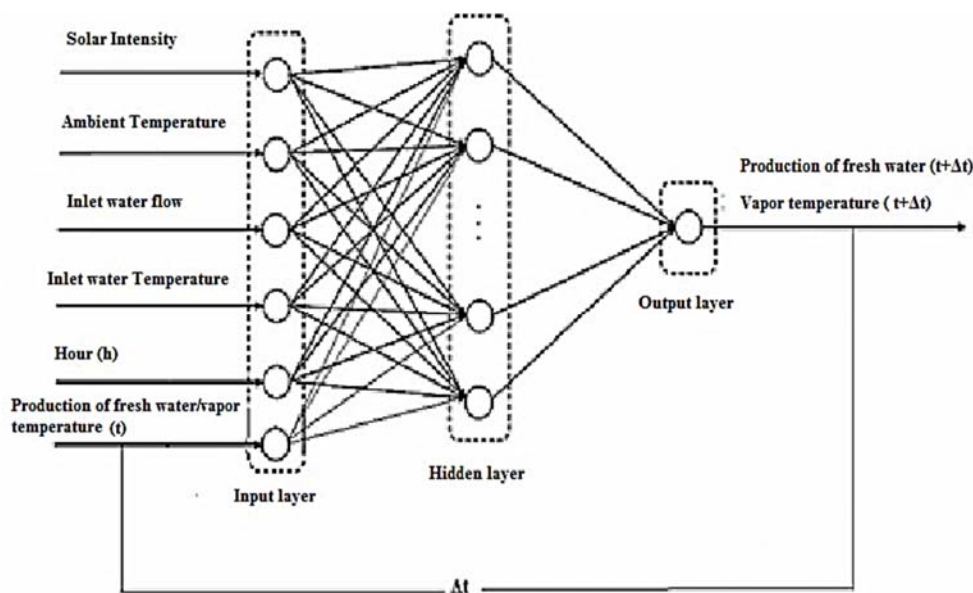 Solar Intensity
Ambient Temperature
Inlet water flow
Inlet water Temperature
Hour (h)
Production of fresh water/vapor
temperature (t)
Input layer
Hidden layer
Output layer
Production of fresh water (t+Δt)
Vapor temperature ( t+Δt)
Δt